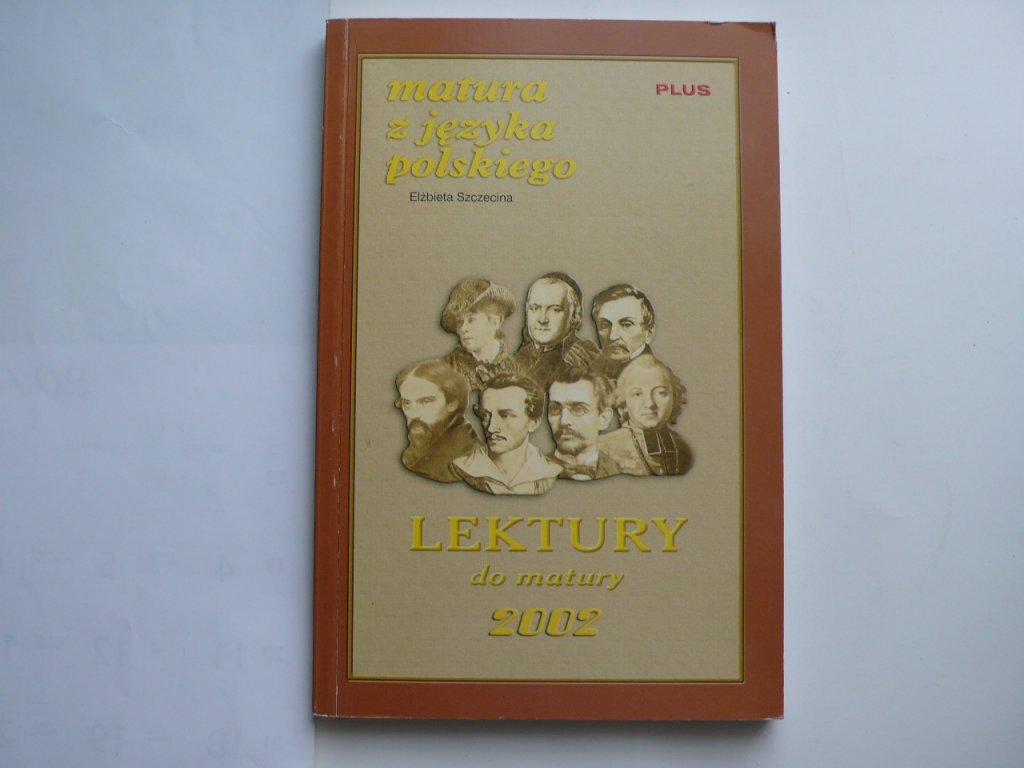 matura
PLUS
z języka
polskiego
Elżbieta Szczecina
LEKTURY
do matury
2002